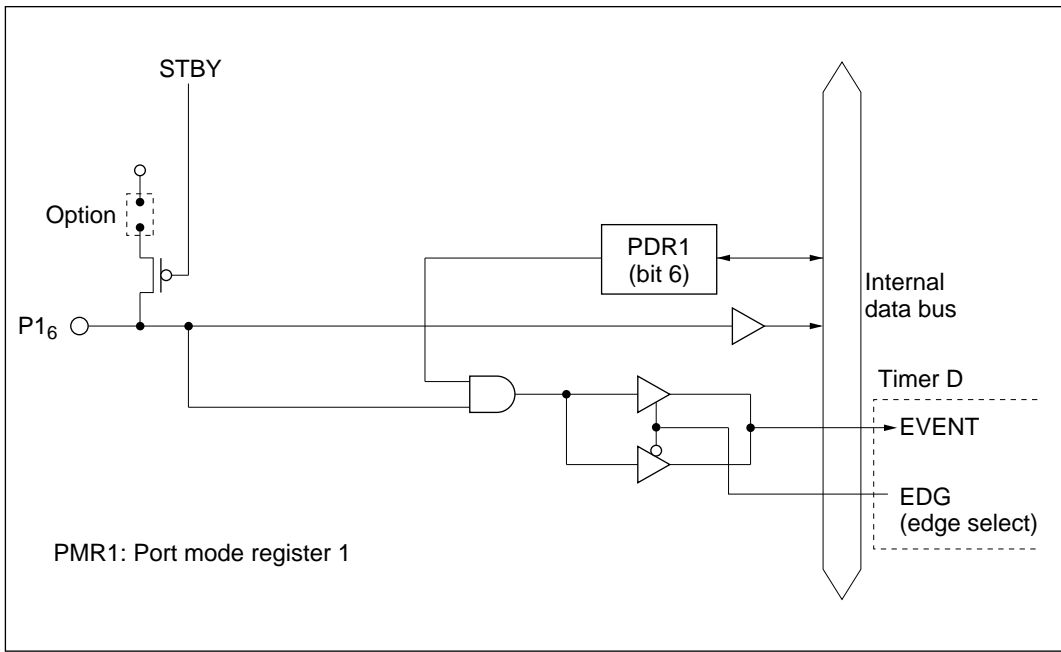 STBY
Option
PDR1
(bit 6)
Internal
data bus
P1₆
Timer D
EVENT
EDG
(edge select)
PMR1: Port mode register 1